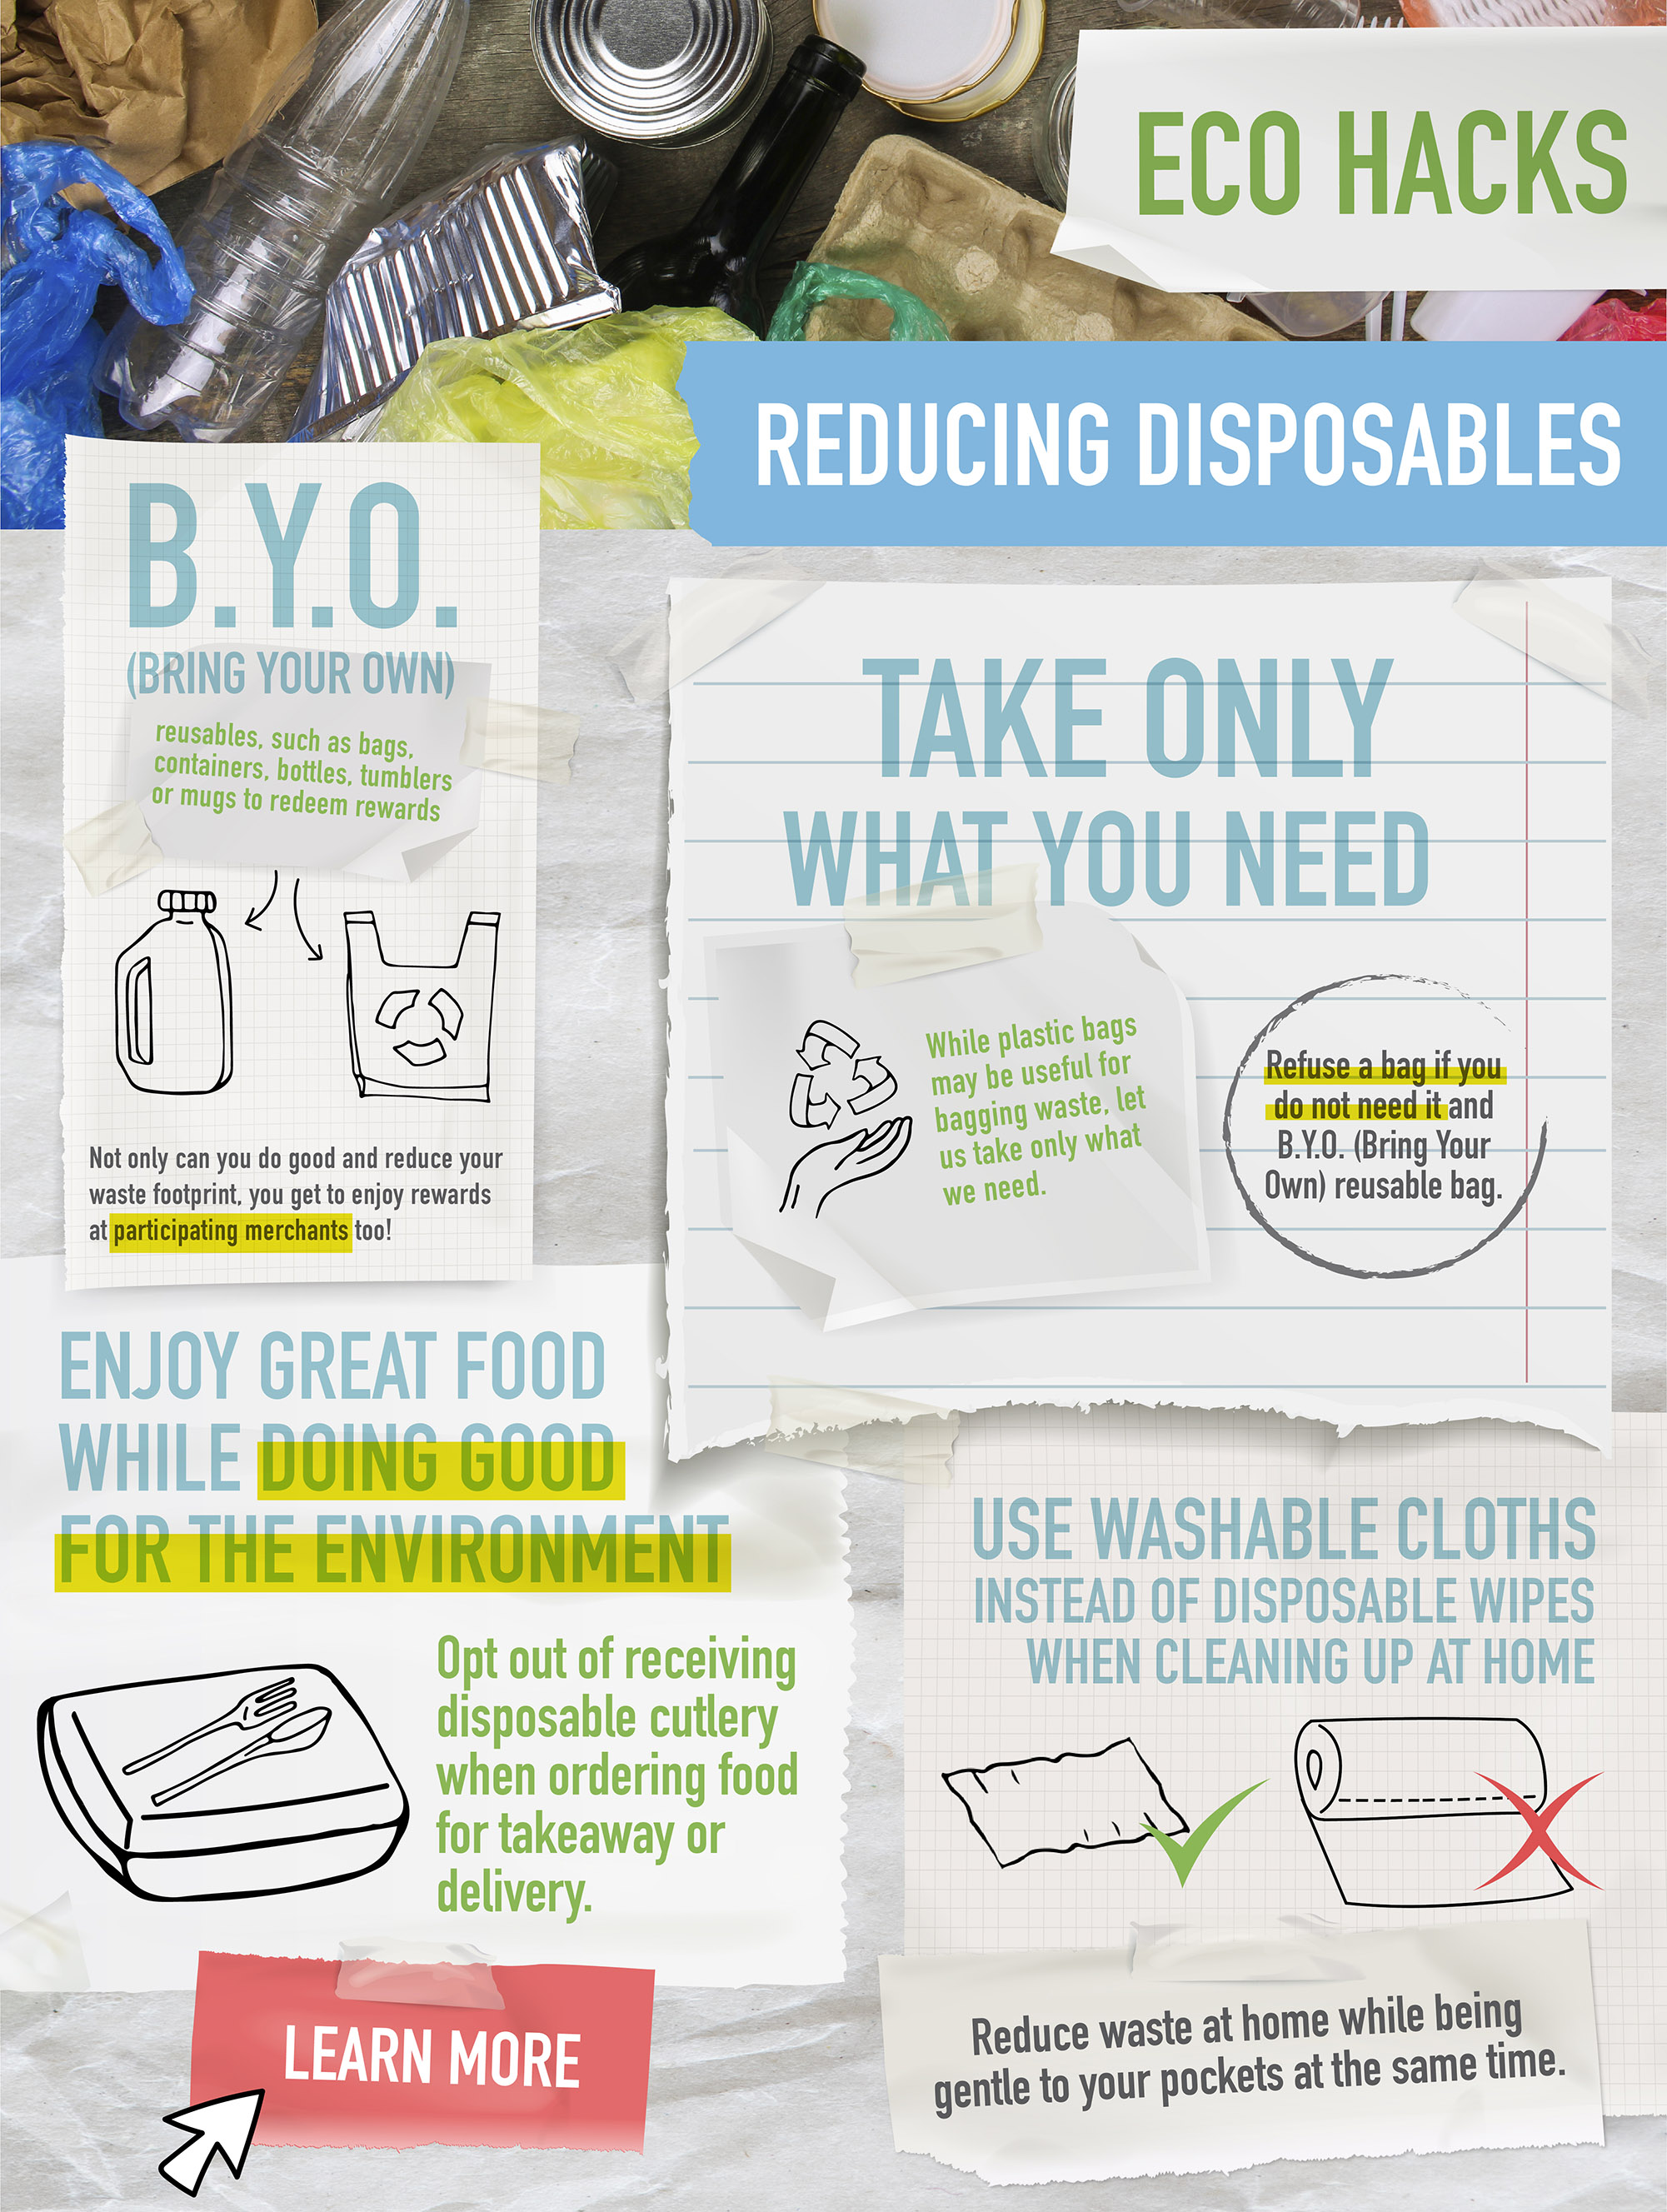 ECO HACKS
REDUCING DISPOSABLES
B.Y.O.
(BRING YOUR OWN)
reusables, such as bags,
containers, bottles, tumblers
or mugs to redeem rewards
Not only can you do good and reduce your
waste footprint, you get to enjoy rewards
at participating merchants too!
TAKE ONLY
WHAT YOU NEED
While plastic bags
may be useful for
bagging waste, let
us take only what
we need.
Refuse a bag if you
do not need it and
B.Y.O. (Bring Your
Own) reusable bag.
ENJOY GREAT FOOD
WHILE DOING GOOD
FOR THE ENVIRONMENT
Opt out of receiving
disposable cutlery
when ordering food
for takeaway or
delivery.
LEARN MORE
USE WASHABLE CLOTHS
INSTEAD OF DISPOSABLE WIPES
WHEN CLEANING UP AT HOME
Reduce waste at home while being
gentle to your pockets at the same time.